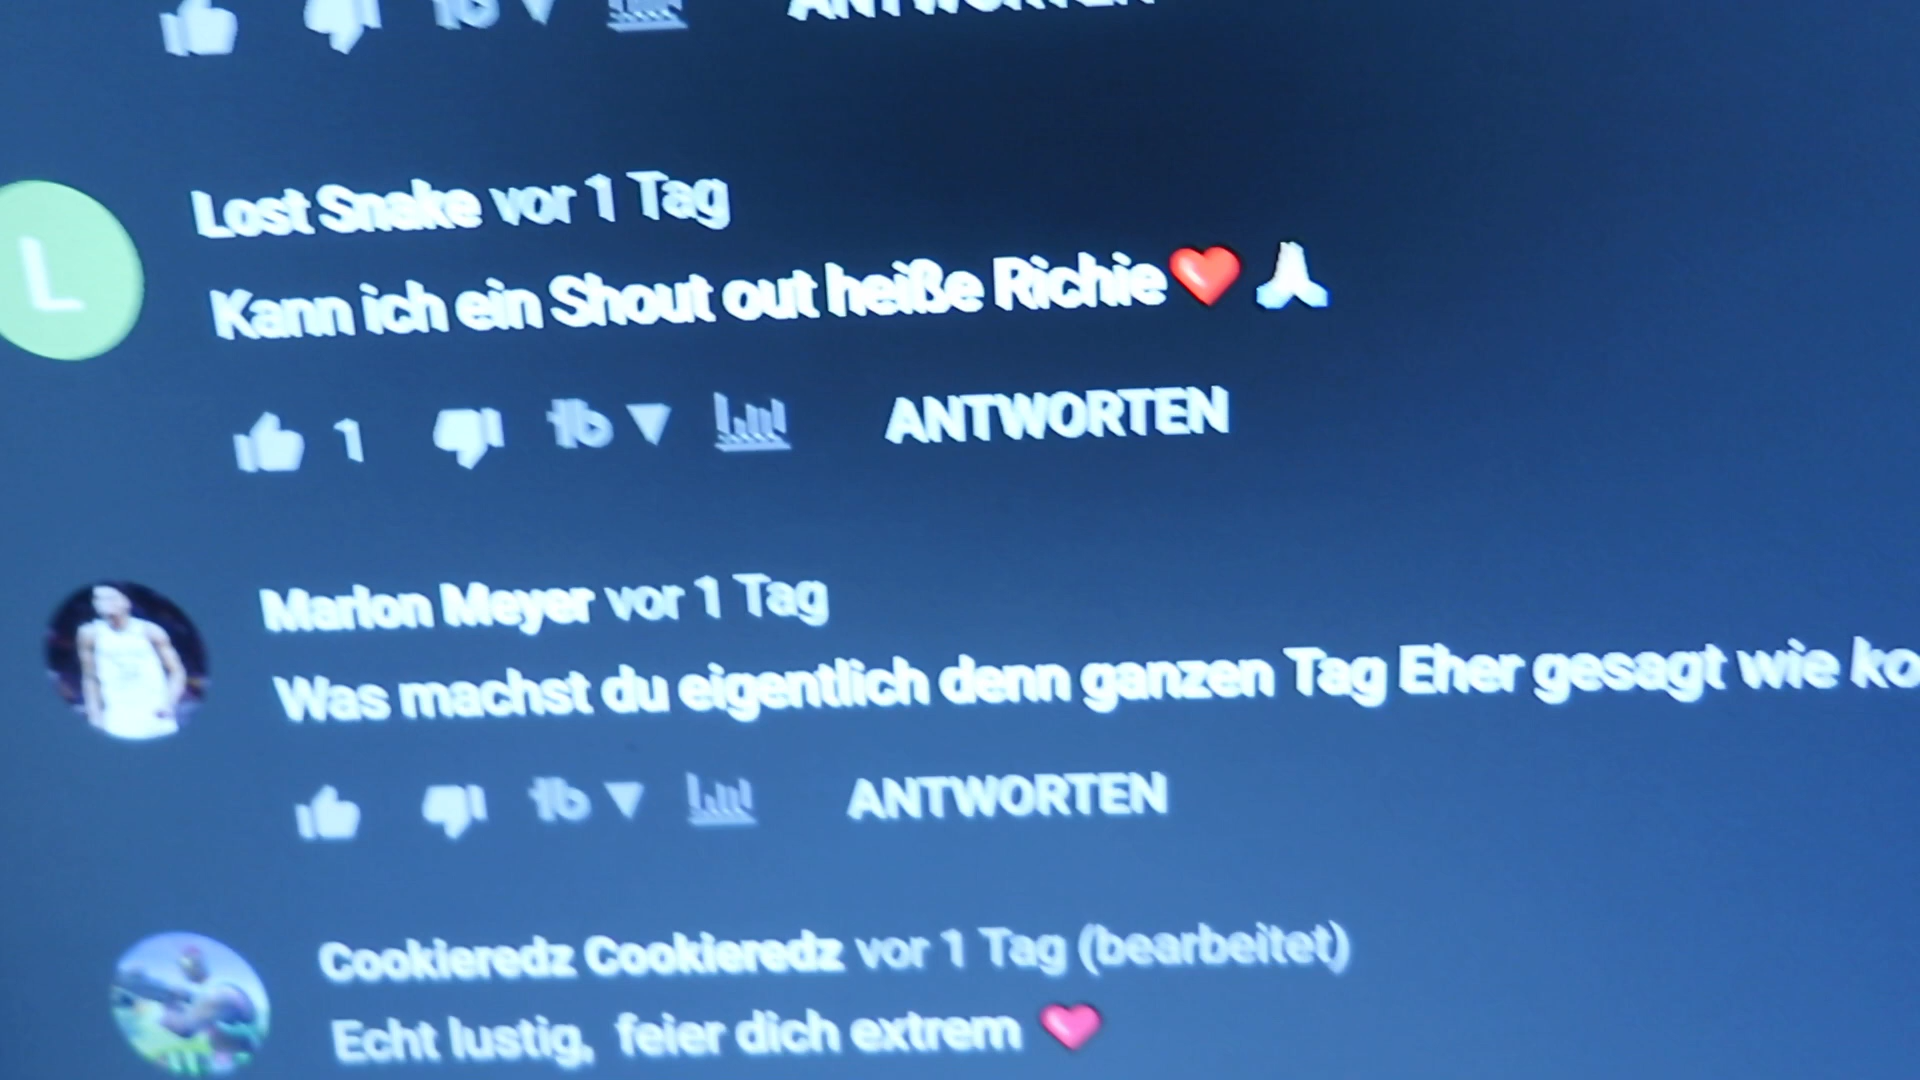 ANTWORTEN
Lost Snake vor 1 Tag
Kann ich ein Shout out heiße Richie❤️🙏
L
1 ANTWORTEN
Marlon Meyer vor 1 Tag
Was machst du eigentlich denn ganzen Tag Eher gesagt wie ko
ANTWORTEN
Cookieredz Cookieredz vor 1 Tag (bearbeitet)
Echt lustig, feier dich extrem 💗